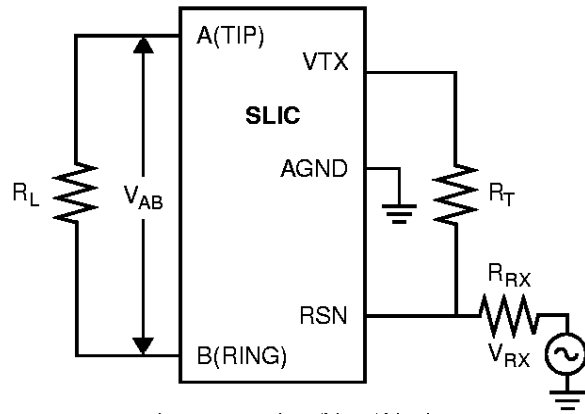 A(TIP)
VTX
SLIC
AGND
R_L
V_AB
R_T
R_RX
RSN
V_RX
B(RING)